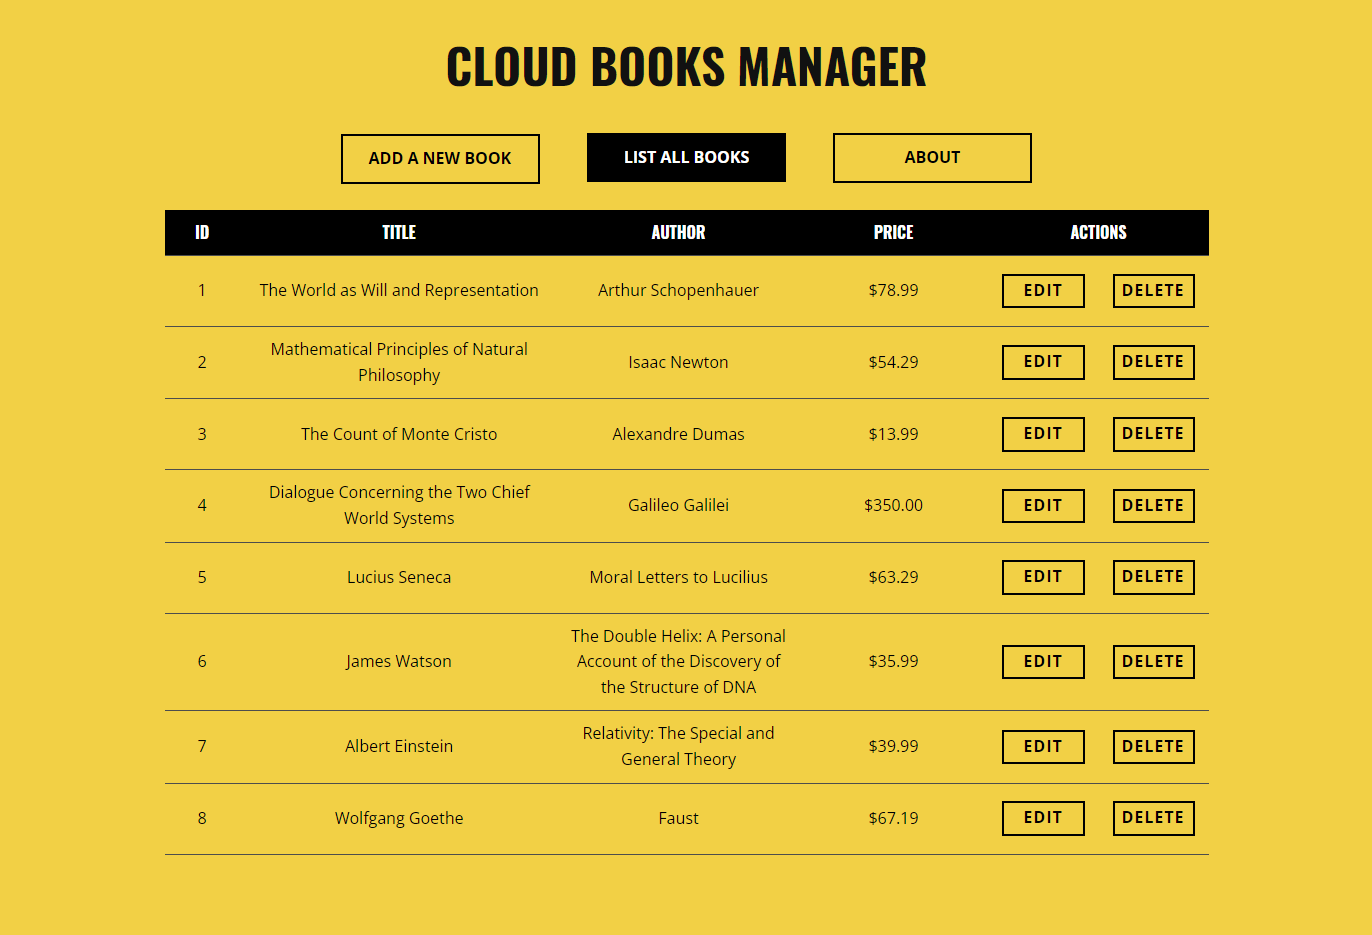 CLOUD BOOKS MANAGER
ADD A NEW BOOK LIST ALL BOOKS ABOUT
ID TITLE AUTHOR PRICE ACTIONS
1 The World as Will and Representation Arthur Schopenhauer $78.99 EDIT DELETE
Mathematical Principles of Natural
2 Isaac Newton $54.29 EDIT DELETE
Philosophy
3 The Count of Monte Cristo Alexandre Dumas $13.99 EDIT DELETE
Dialogue Concerning the Two Chief
4 Galileo Galilei $350.00 EDIT DELETE
World Systems
5 Lucius Seneca Moral Letters to Lucilius $63.29 EDIT DELETE
The Double Helix: A Personal
6 James Watson Account of the Discovery of $35.99 EDIT DELETE
the Structure of DNA
Relativity: The Special and
7 Albert Einstein $39.99 EDIT DELETE
General Theory
8 Wolfgang Goethe Faust $67.19 EDIT DELETE